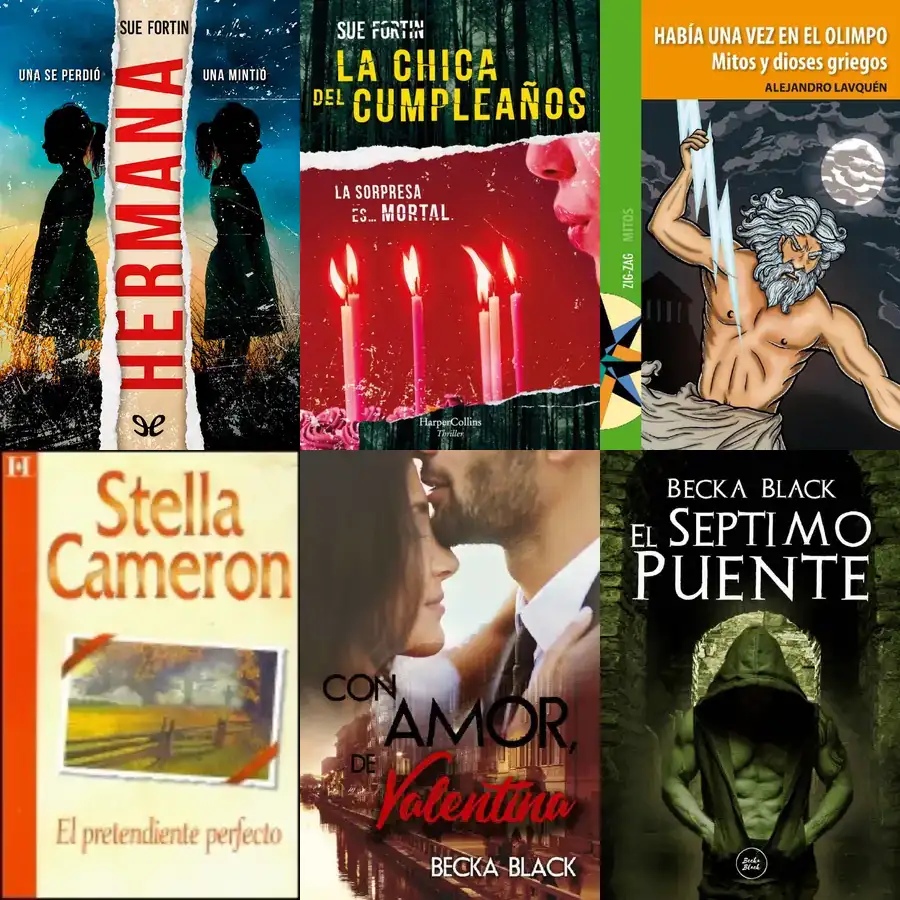 SUE FORTIN
UNA SE PERDIÓ
UNA MINTIÓ
HERMANA
SUE FORTIN
LA CHICA
DEL CUMPLEAÑOS
LA SORPRESA
ES... MORTAL.
HarperCollins
Thriller
HABÍA UNA VEZ EN EL OLIMPO
Mitos y dioses griegos
ALEJANDRO LAVQUÉN
ZIG-ZAG MITOS
Stella
Cameron
El pretendiente perfecto
CON
AMOR,
DE
Valentina
BECKA BLACK
BECKA BLACK
EL SEPTIMO
PUENTE
Becka
Black